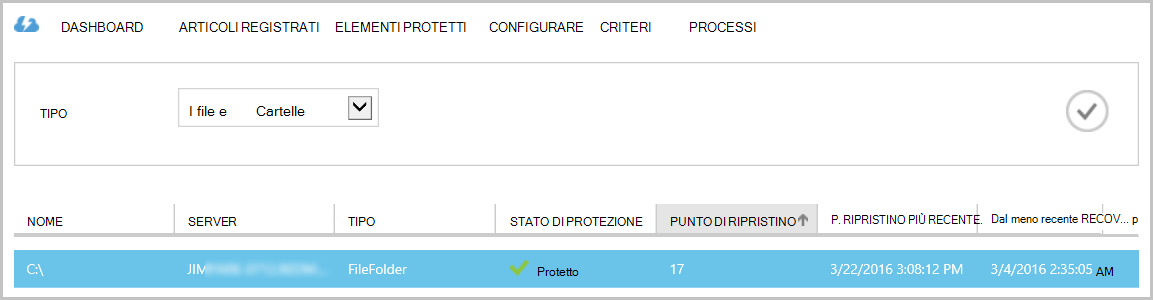 DASHBOARD ARTICOLI REGISTRATI ELEMENTI PROTETTI CONFIGURARE CRITERI PROCESSI
TIPO I file e Cartelle
NOME SERVER TIPO STATO DI PROTEZIONE PUNTO DI RIPRISTINO P. RIPRISTINO PIÙ RECENTE. Dal meno recente RECOV... p
C:\ FileFolder Protetto 17 3/22/2016 3:08:12 PM 3/4/2016 2:35:05 AM